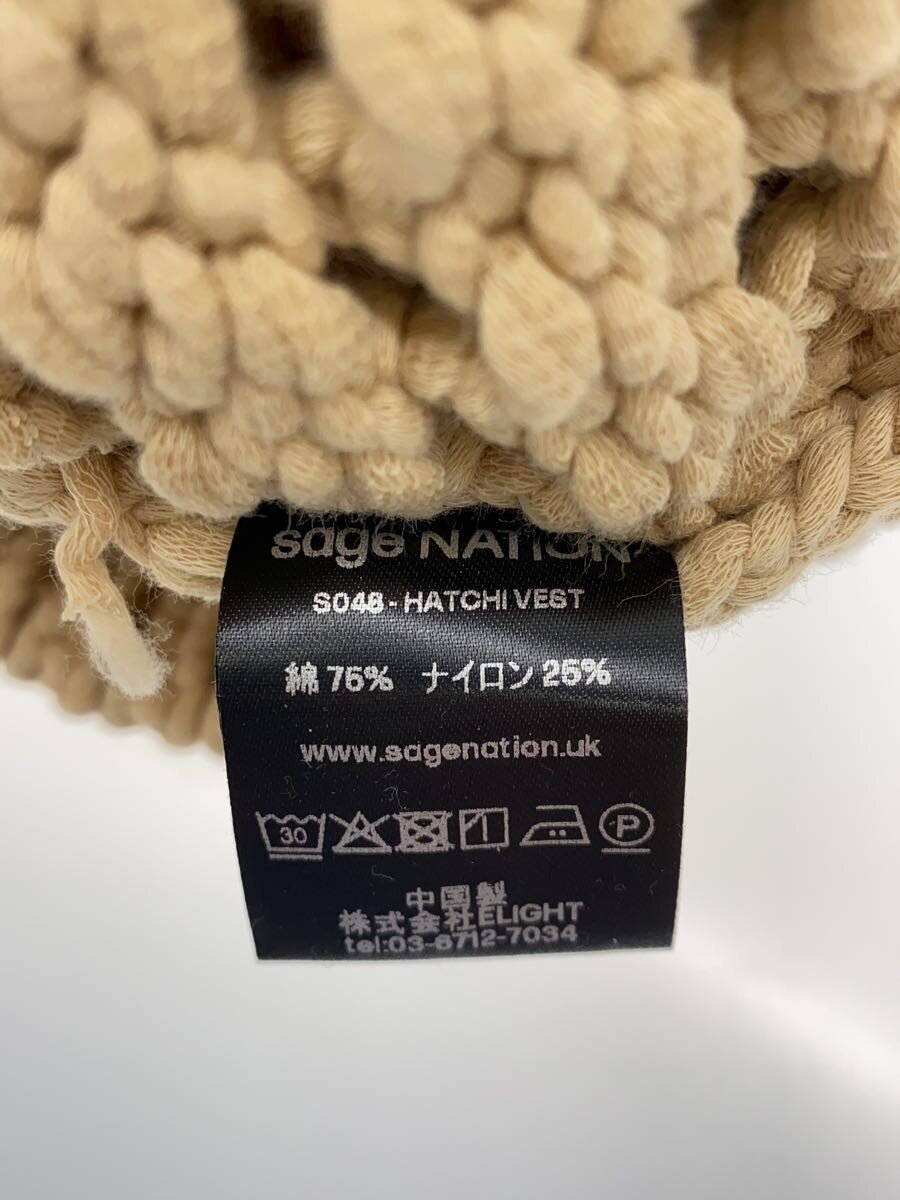 sage NATION
S048 - HATCHI VEST
綿 75% ナイロン 25%
www.sagenation.uk
30 P
中国製
株式会社ELIGHT
tel:03-6712-7034